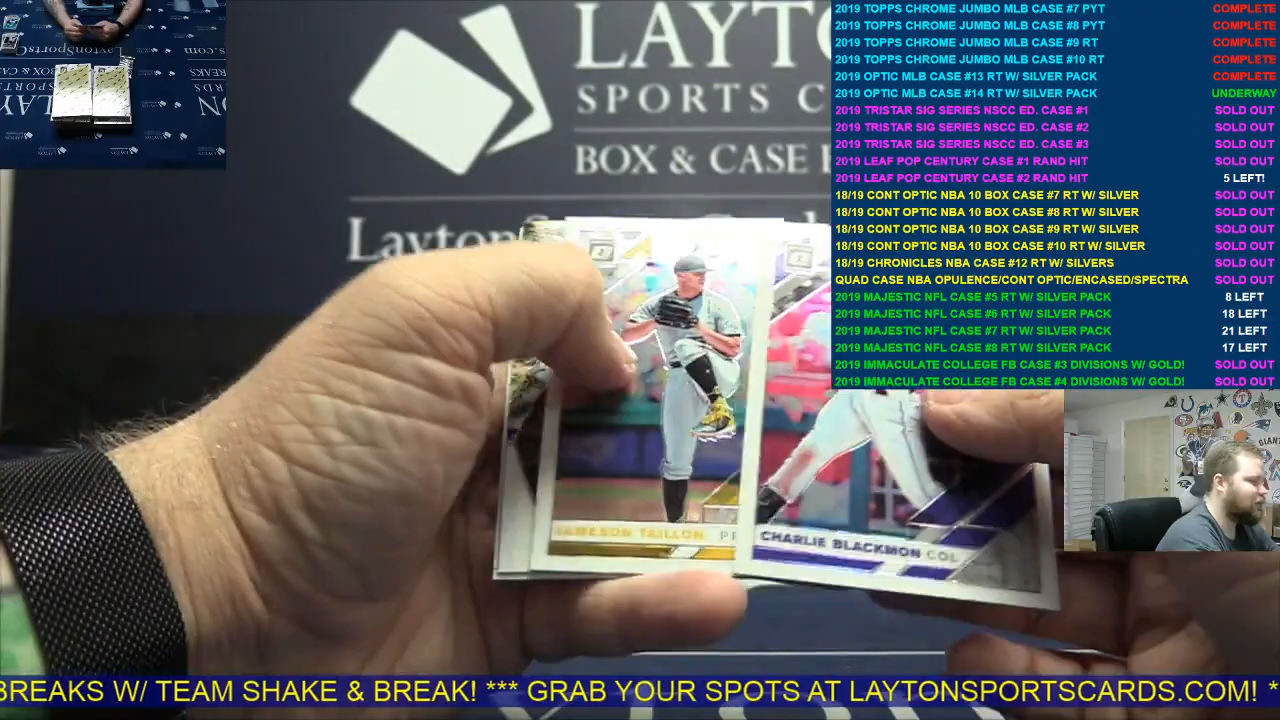 LAYTO
SPORTS CAR
BOX & CASE
2019 TOPPS CHROME JUMBO MLB CASE #7 PYT COMPLETE
2019 TOPPS CHROME JUMBO MLB CASE #8 PYT COMPLETE
2019 TOPPS CHROME JUMBO MLB CASE #9 RT COMPLETE
2019 TOPPS CHROME JUMBO MLB CASE #10 RT COMPLETE
2019 OPTIC MLB CASE #13 RT W/ SILVER PACK COMPLETE
2019 OPTIC MLB CASE #14 RT W/ SILVER PACK UNDERWAY
2019 TRISTAR SIG SERIES NSCC ED. CASE #1 SOLD OUT
2019 TRISTAR SIG SERIES NSCC ED. CASE #2 SOLD OUT
2019 TRISTAR SIG SERIES NSCC ED. CASE #3 SOLD OUT
2019 LEAF POP CENTURY CASE #1 RAND HIT SOLD OUT
2019 LEAF POP CENTURY CASE #2 RAND HIT 5 LEFT!
18/19 CONT OPTIC NBA 10 BOX CASE #7 RT W/ SILVER SOLD OUT
18/19 CONT OPTIC NBA 10 BOX CASE #8 RT W/ SILVER SOLD OUT
18/19 CONT OPTIC NBA 10 BOX CASE #9 RT W/ SILVER SOLD OUT
18/19 CONT OPTIC NBA 10 BOX CASE #10 RT W/ SILVER SOLD OUT
18/19 CHRONICLES NBA CASE #12 RT W/ SILVERS SOLD OUT
QUAD CASE NBA OPULENCE/CONT OPTIC/ENCASED/SPECTRA SOLD OUT
2019 MAJESTIC NFL CASE #5 RT W/ SILVER PACK 8 LEFT
2019 MAJESTIC NFL CASE #6 RT W/ SILVER PACK 18 LEFT
2019 MAJESTIC NFL CASE #7 RT W/ SILVER PACK 21 LEFT
2019 MAJESTIC NFL CASE #8 RT W/ SILVER PACK 17 LEFT
2019 IMMACULATE COLLEGE FB CASE #3 DIVISIONS W/ GOLD! SOLD OUT
2019 IMMACULATE COLLEGE FB CASE #4 DIVISIONS W/ GOLD! SOLD OUT
JAMESON TAILLON
CHARLIE BLACKMON COL
BREAKS W/ TEAM SHAKE & BREAK! *** GRAB YOUR SPOTS AT LAYTONSPORTSCARDS.COM! *